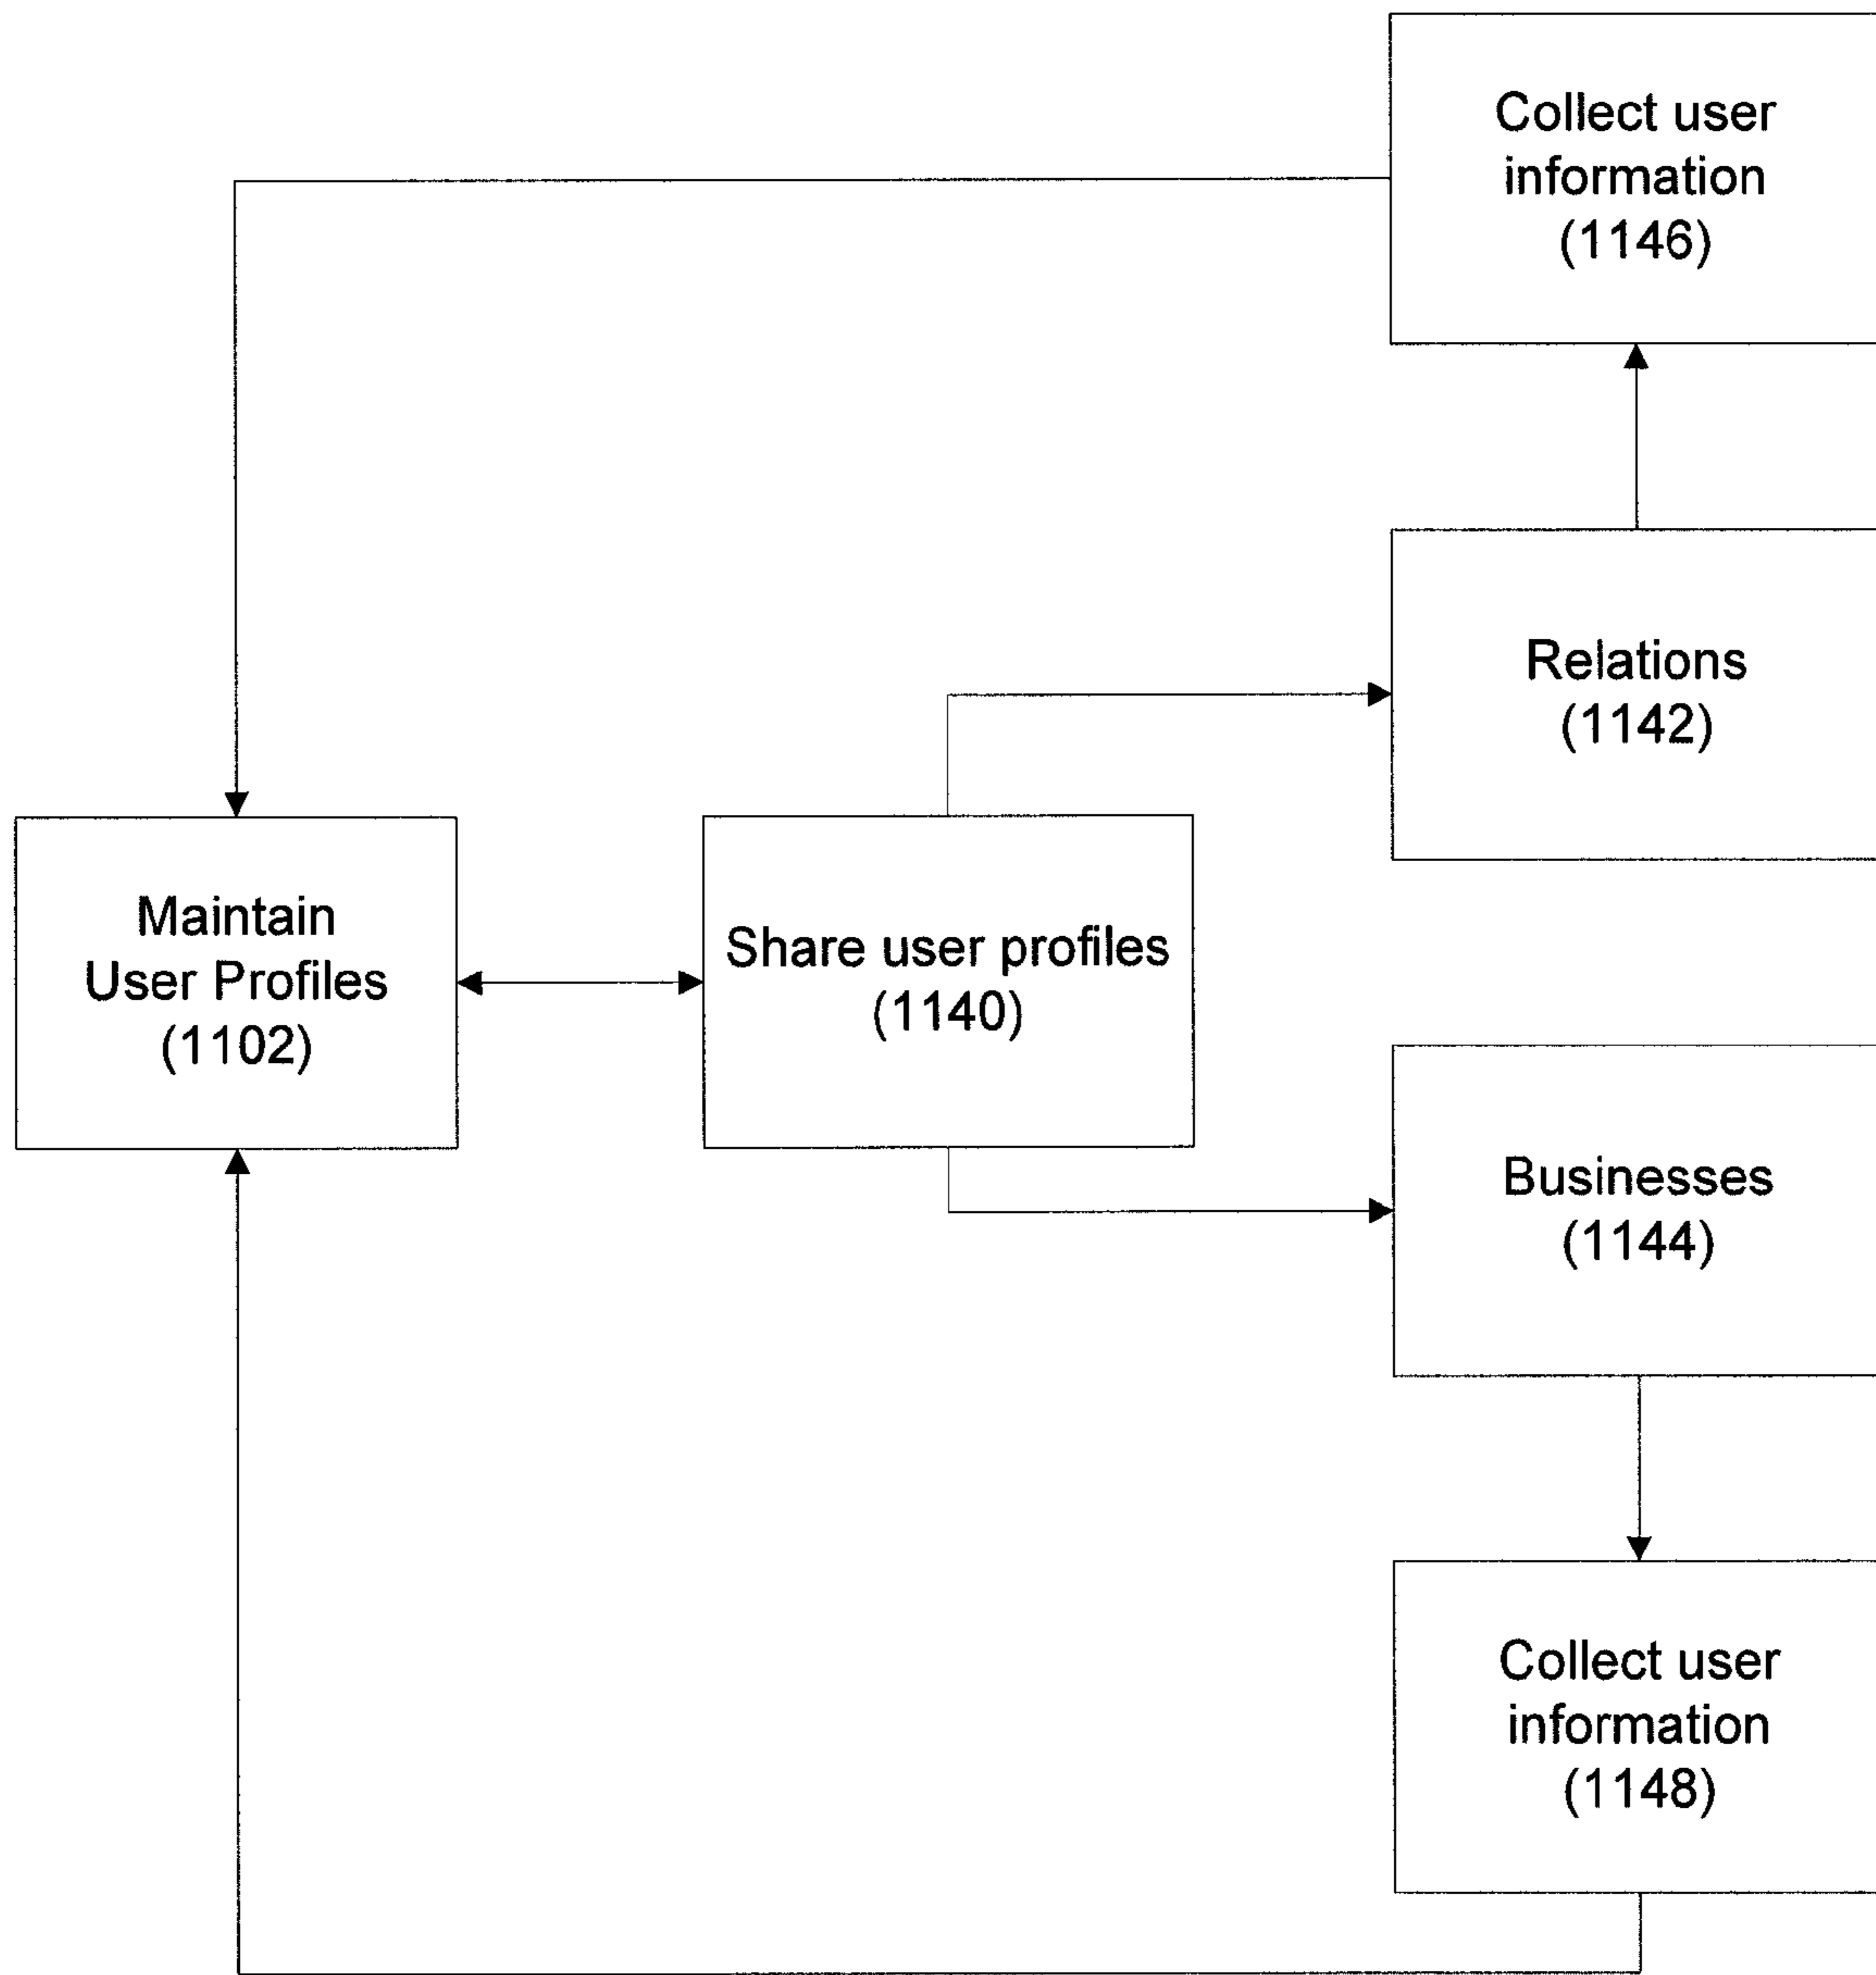 Collect user
information
(1146)
Relations
(1142)
Maintain
User Profiles
(1102)
Share user profiles
(1140)
Businesses
(1144)
Collect user
information
(1148)